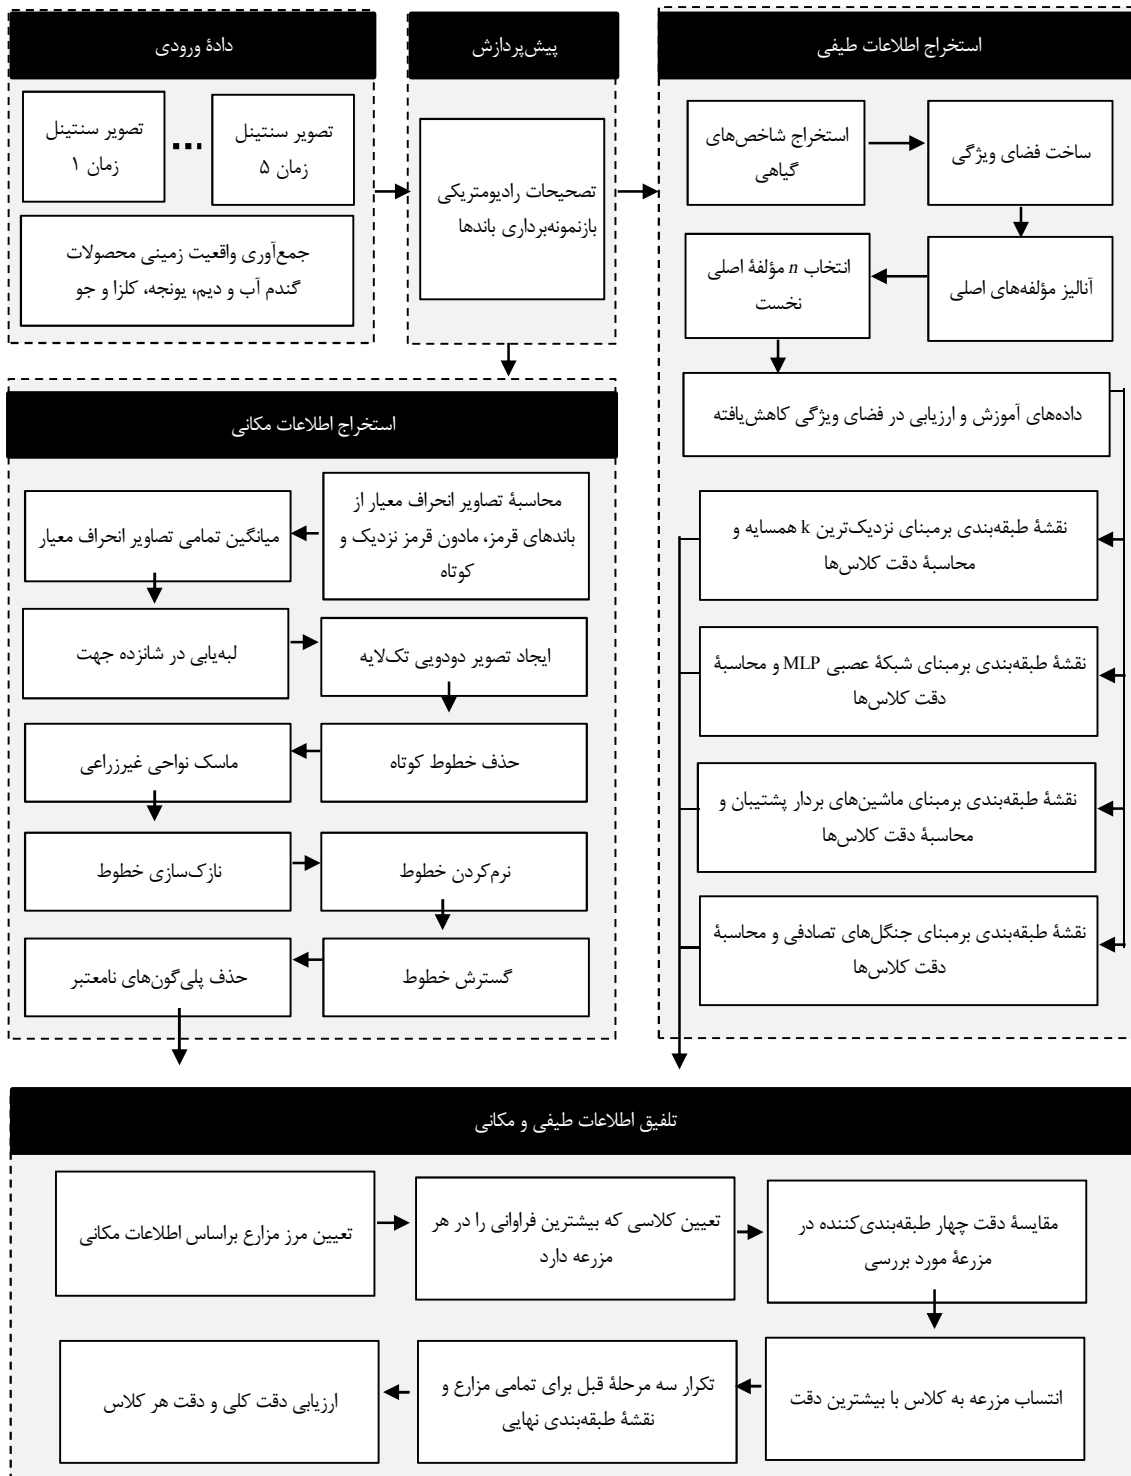 دادهٔ ورودی
تصویر سنتینل
زمان ۱
...
تصویر سنتینل
زمان ۵
جمع‌آوری واقعیت زمینی محصولات
گندم آب و دیم، یونجه، کلزا و جو
پیش‌پردازش
تصحیحات رادیومتریکی
بازنمونه‌برداری باندها
استخراج اطلاعات طیفی
استخراج شاخص‌های
گیاهی
ساخت فضای ویژگی
آنالیز مؤلفه‌های اصلی
انتخاب n مؤلفهٔ اصلی
نخست
داده‌های آموزش و ارزیابی در فضای ویژگی کاهش‌یافته
نقشهٔ طبقه‌بندی برمبنای نزدیک‌ترین k همسایه و
محاسبهٔ دقت کلاس‌ها
نقشهٔ طبقه‌بندی برمبنای شبکهٔ عصبی MLP و محاسبهٔ
دقت کلاس‌ها
نقشهٔ طبقه‌بندی برمبنای ماشین‌های بردار پشتیبان و
محاسبهٔ دقت کلاس‌ها
نقشهٔ طبقه‌بندی برمبنای جنگل‌های تصادفی و محاسبهٔ
دقت کلاس‌ها
استخراج اطلاعات مکانی
محاسبهٔ تصاویر انحراف معیار از
باندهای قرمز، مادون قرمز نزدیک و
کوتاه
میانگین تمامی تصاویر انحراف معیار
لبه‌یابی در شانزده جهت
ایجاد تصویر دودویی تک‌لایه
حذف خطوط کوتاه
ماسک نواحی غیرزراعی
نازک‌سازی خطوط
نرم‌کردن خطوط
گسترش خطوط
حذف پلی‌گون‌های نامعتبر
تلفیق اطلاعات طیفی و مکانی
تعیین مرز مزارع براساس اطلاعات مکانی
تعیین کلاسی که بیشترین فراوانی را در هر
مزرعه دارد
مقایسهٔ دقت چهار طبقه‌بندی‌کننده در
مزرعهٔ مورد بررسی
انتساب مزرعه به کلاس با بیشترین دقت
تکرار سه مرحلهٔ قبل برای تمامی مزارع و
نقشهٔ طبقه‌بندی نهایی
ارزیابی دقت کلی و دقت هر کلاس